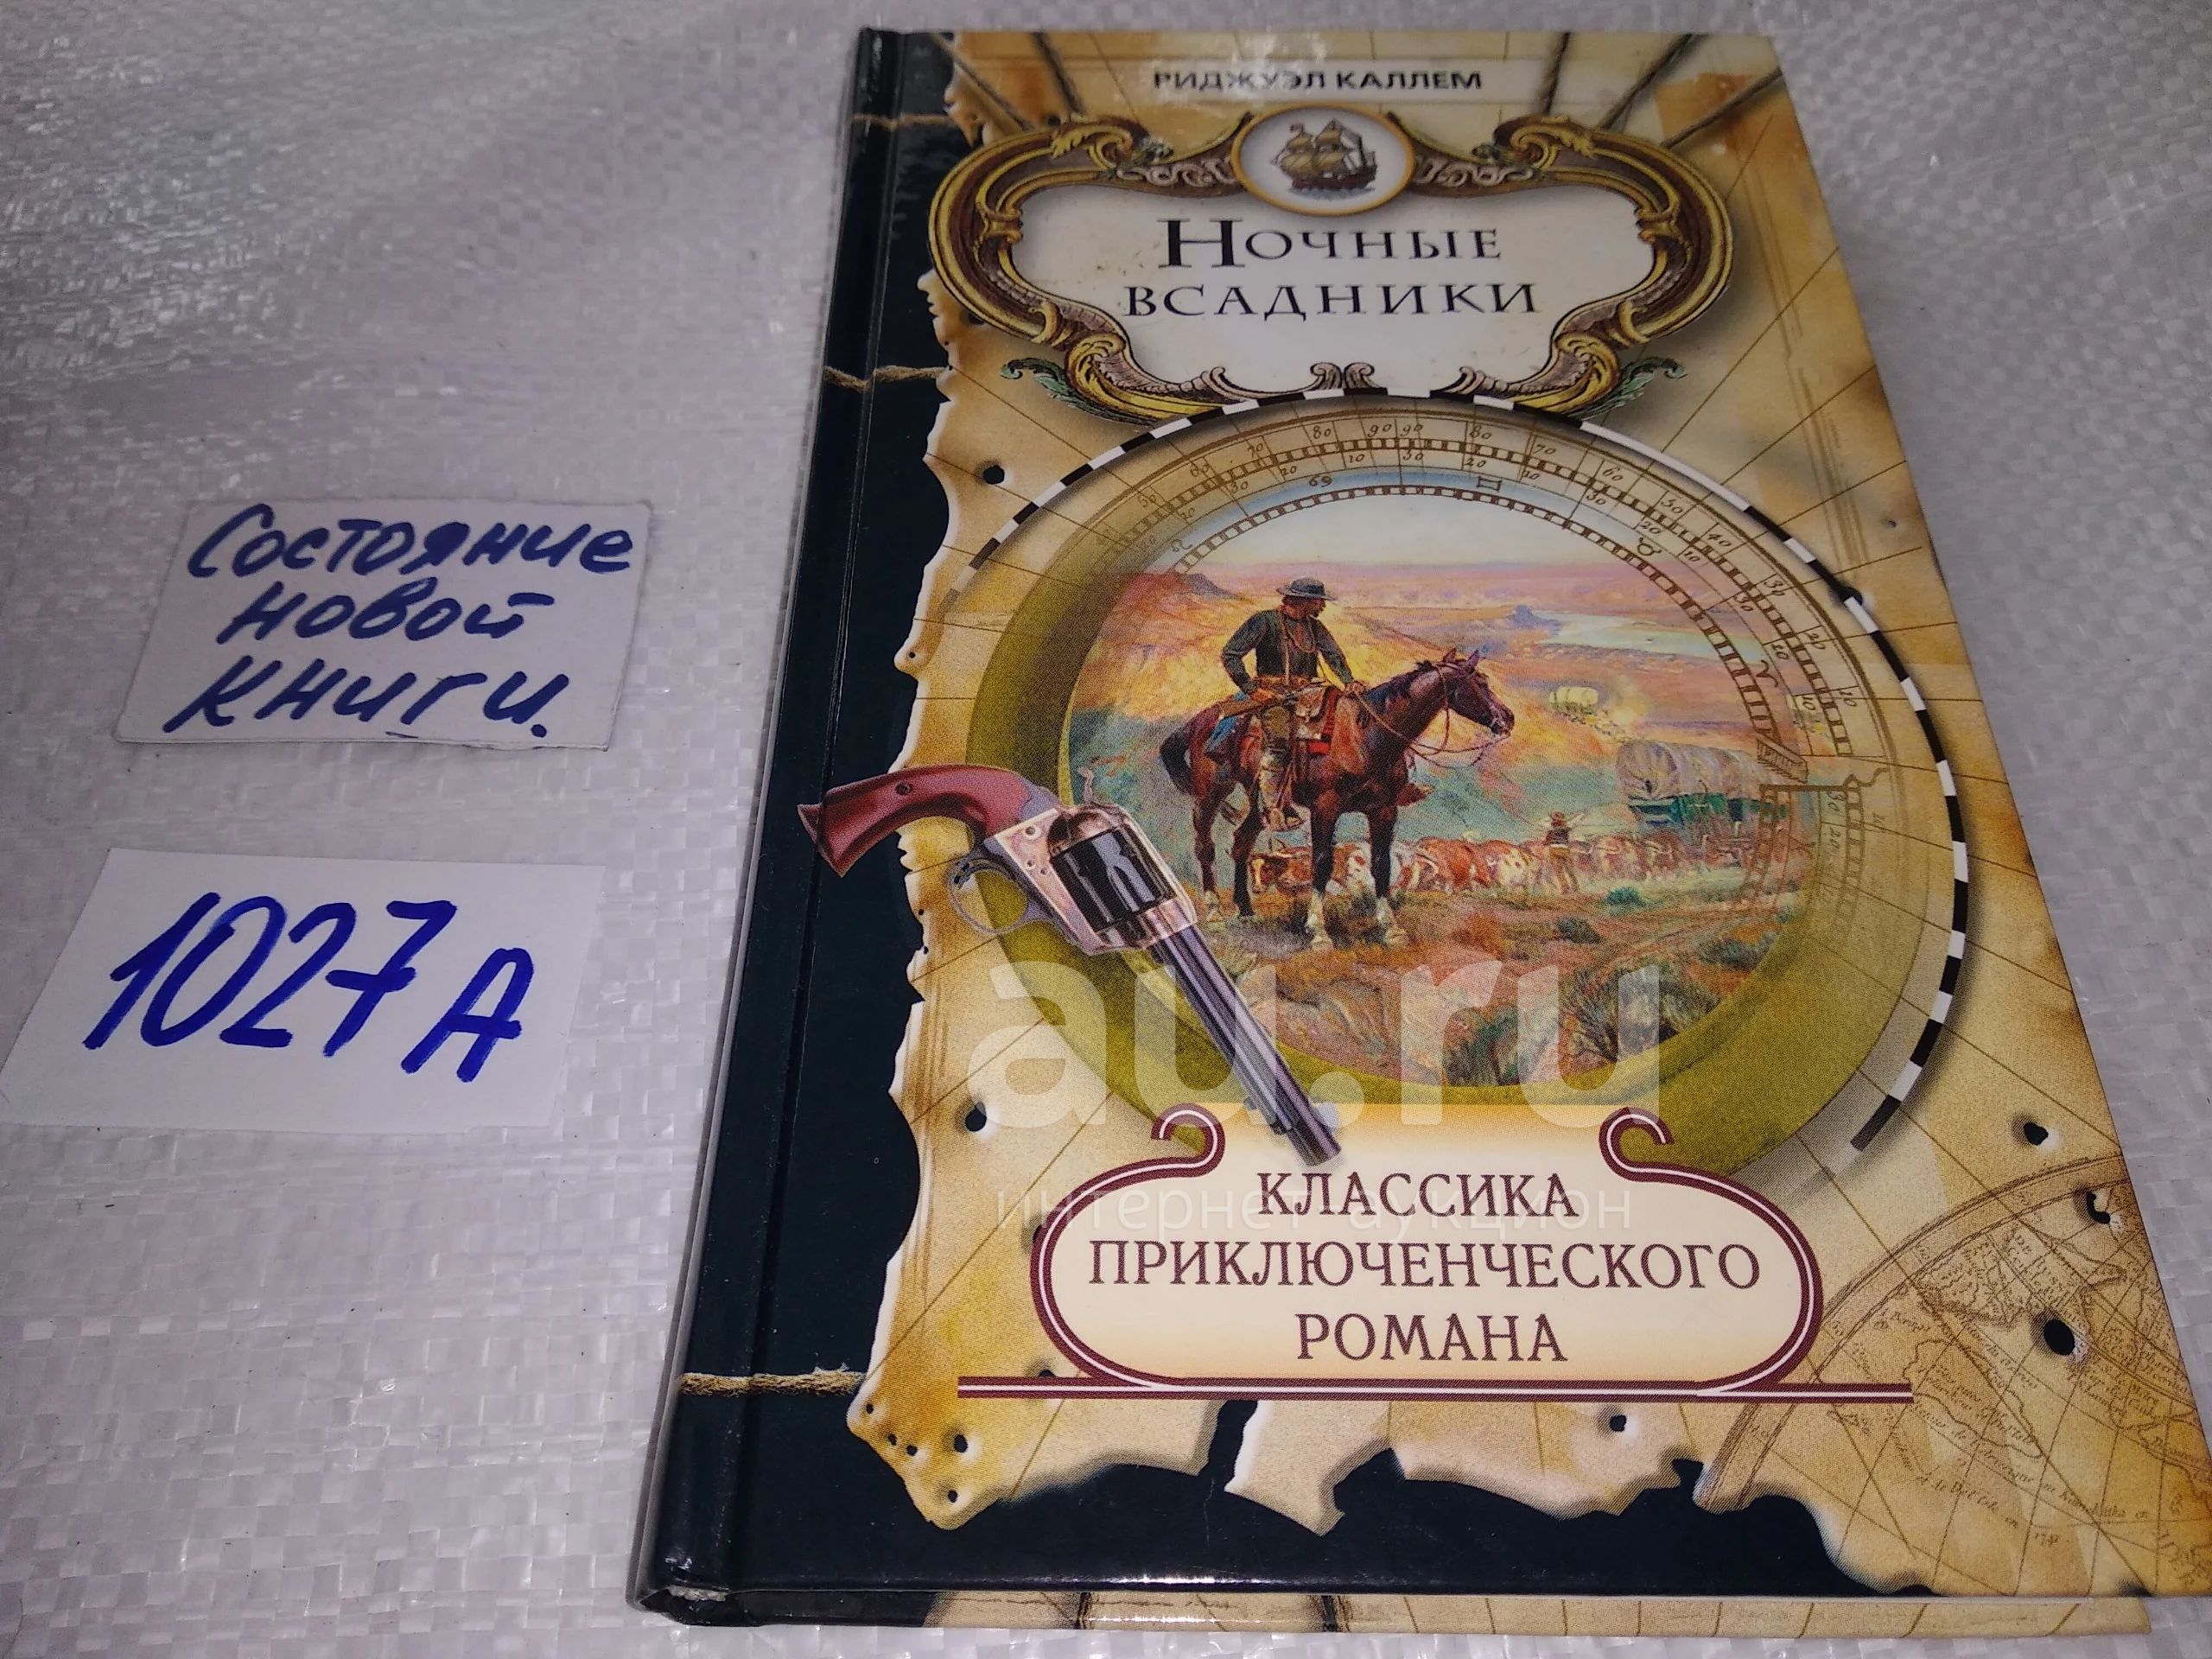 РИДЖУЭЛ КАЛЛЕМ
НОЧНЫЕ
ВСАДНИКИ
Состояние
новой
книги.
1027А
au.ru
интернет аукцион
КЛАССИКА
ПРИКЛЮЧЕНЧЕСКОГО
РОМАНА